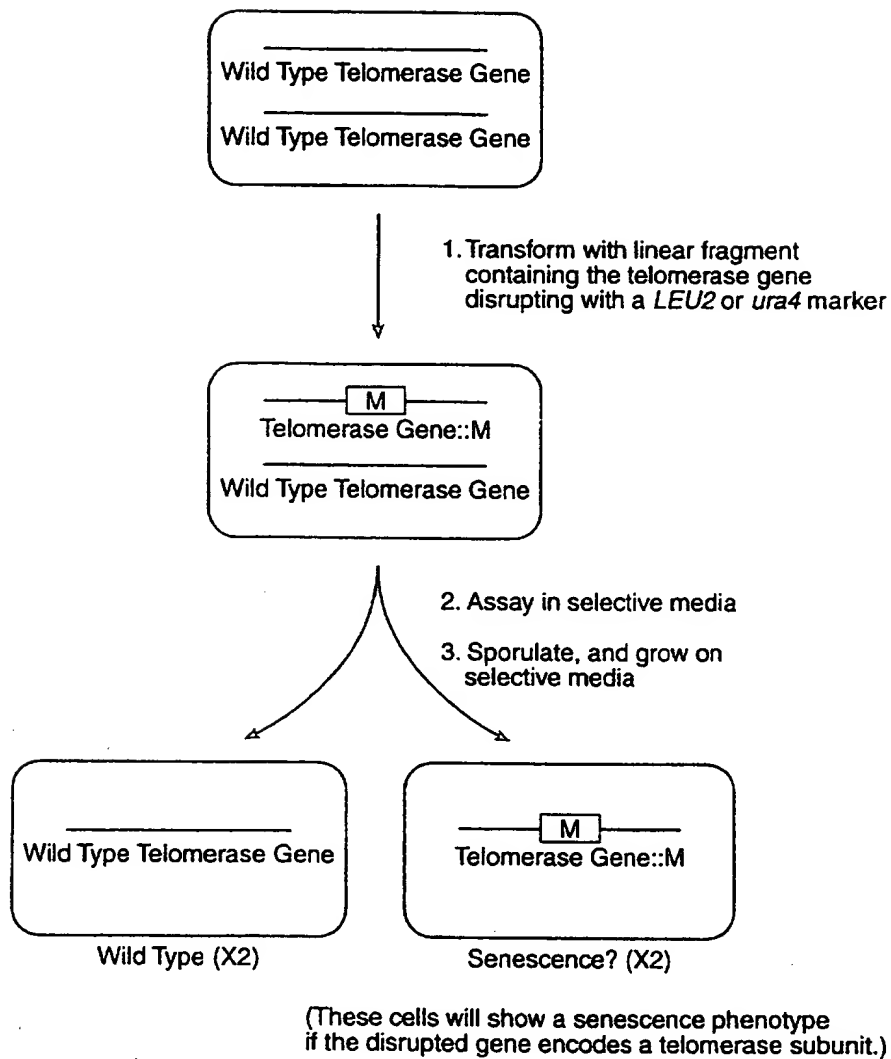 Wild Type Telomerase Gene
Wild Type Telomerase Gene
1. Transform with linear fragment
containing the telomerase gene
disrupting with a LEU2 or ura4 marker
M
Telomerase Gene::M
Wild Type Telomerase Gene
2. Assay in selective media
3. Sporulate, and grow on
selective media
Wild Type Telomerase Gene
Wild Type (X2)
M
Telomerase Gene::M
Senescence? (X2)
(These cells will show a senescence phenotype
if the disrupted gene encodes a telomerase subunit.)